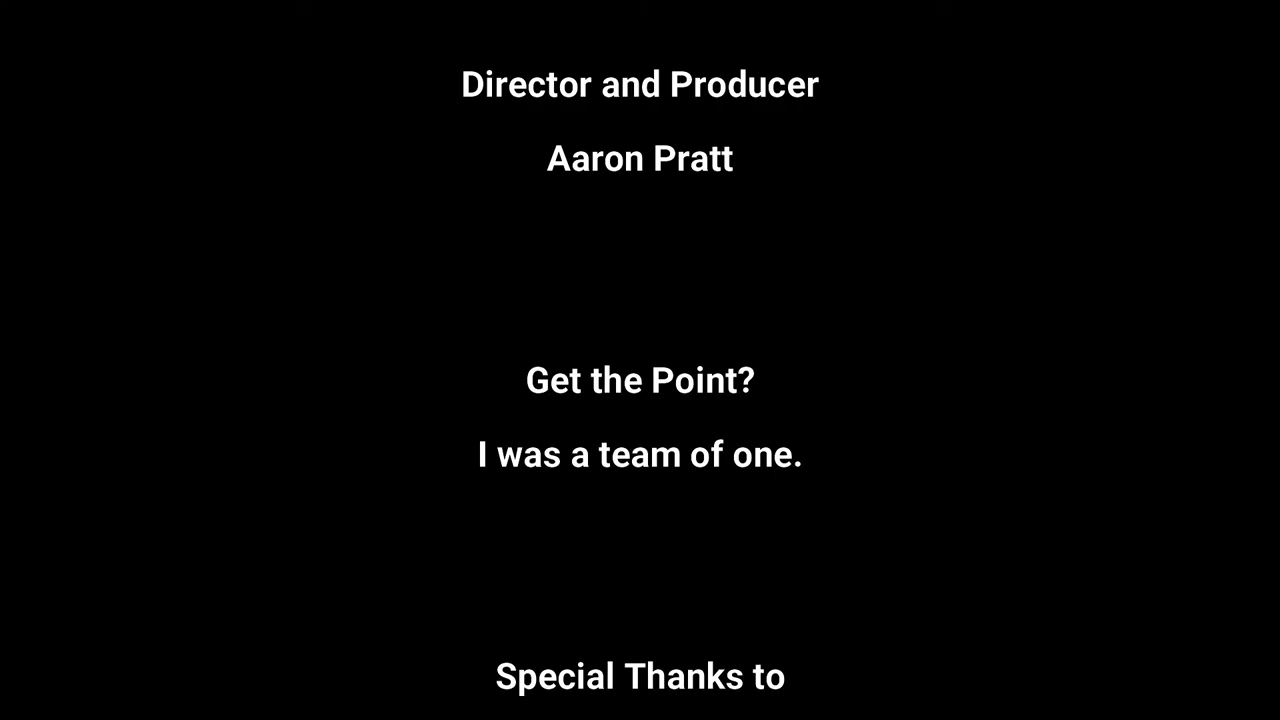 Director and Producer
Aaron Pratt
Get the Point?
I was a team of one.
Special Thanks to